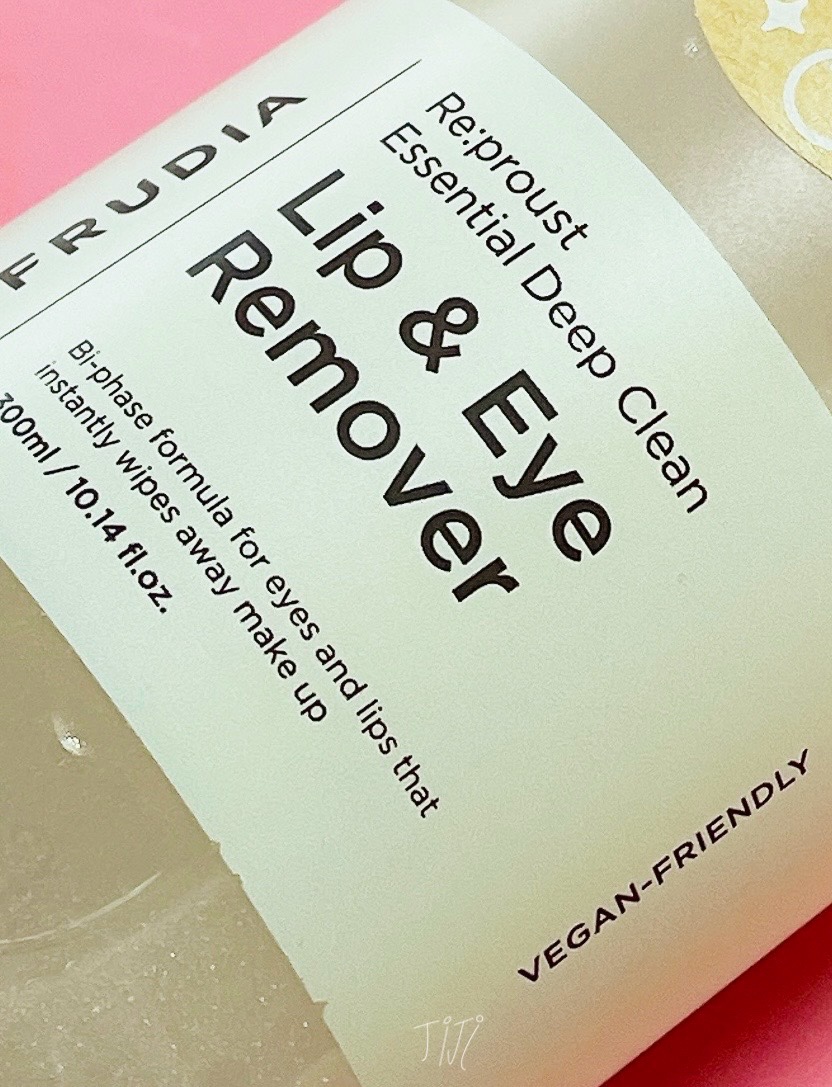 FRUDIA
Re:proust
Essential Deep Clean
Lip & Eye
Remover
Bi-phase formula for eyes and lips that
instantly wipes away make up
300ml / 10.14 fl.oz.
VEGAN-FRIENDLY
JiJi